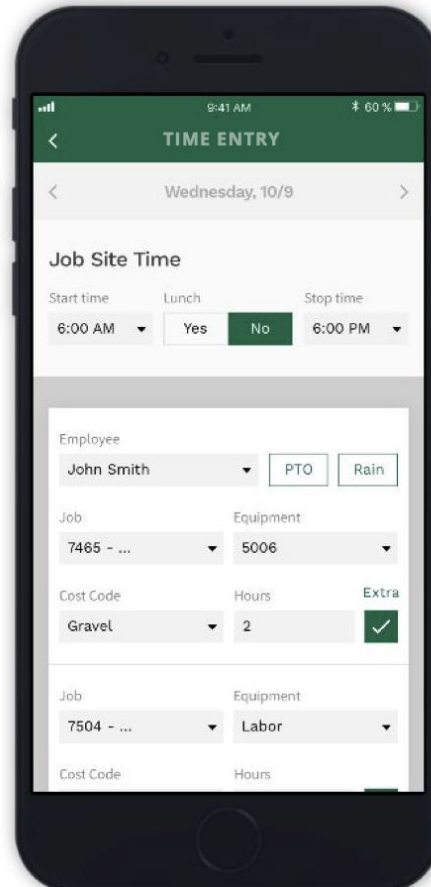 9:41 AM 60 %
TIME ENTRY
Wednesday, 10/9
Job Site Time
Start time Lunch Stop time
6:00 AM Yes No 6:00 PM
Employee
John Smith PTO Rain
Job Equipment
7465 - ... 5006
Cost Code Hours Extra
Gravel 2
Job Equipment
7504 - ... Labor
Cost Code Hours